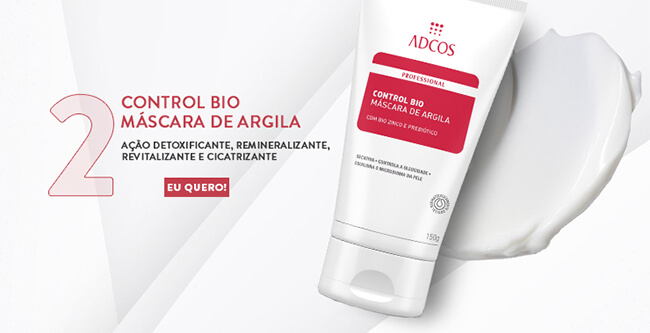 2
CONTROL BIO
MÁSCARA DE ARGILA
AÇÃO DETOXIFICANTE, REMINERALIZANTE,
REVITALIZANTE E CICATRIZANTE
EU QUERO!
ADCOS
PROFESSIONAL
CONTROL BIO
MÁSCARA DE ARGILA
COM BIO ZINCO E PREBIÓTICO
SECATIVA + CONTROLA A OLEOSIDADE +
EQUILIBRA O MICROBIOMA DA PELE
150g